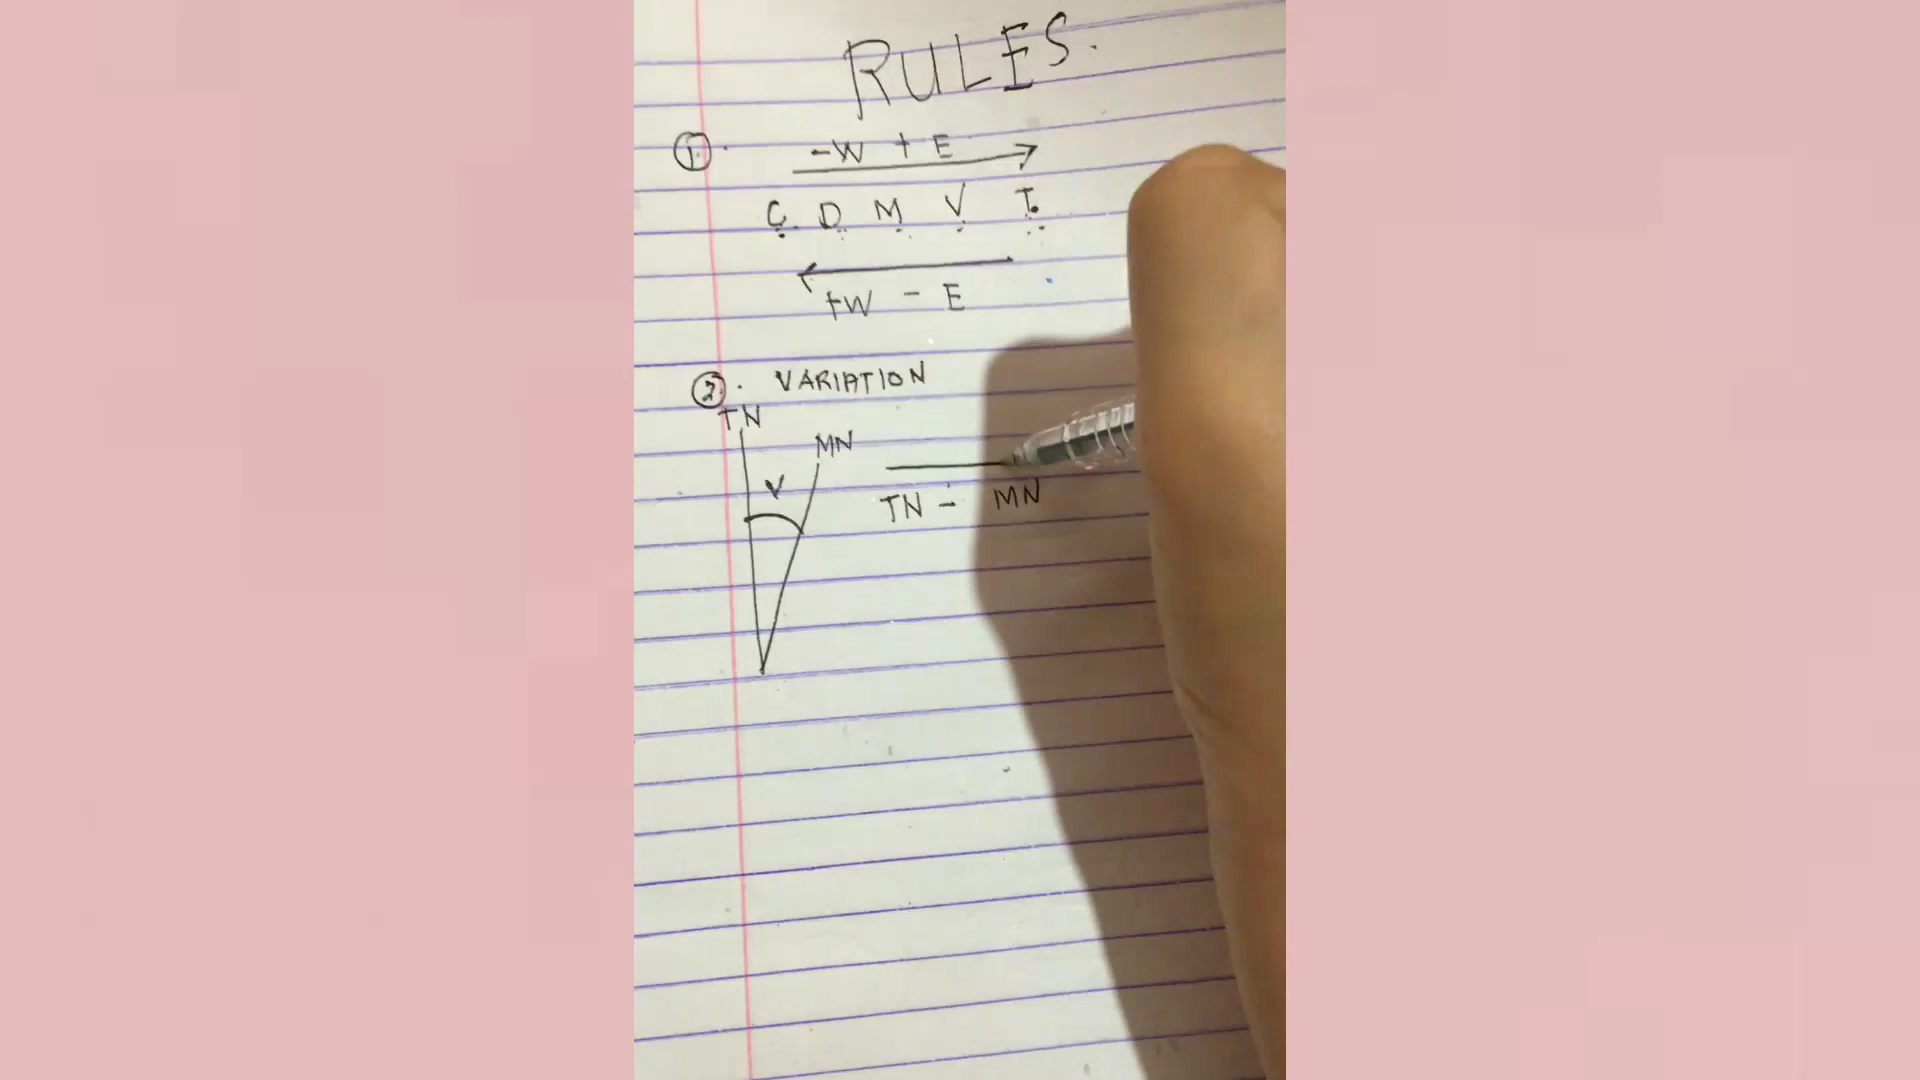 RULES.
1. -W + E
C D M V T
+W - E
2. VARIATION
TN
MN
V
TN - MN